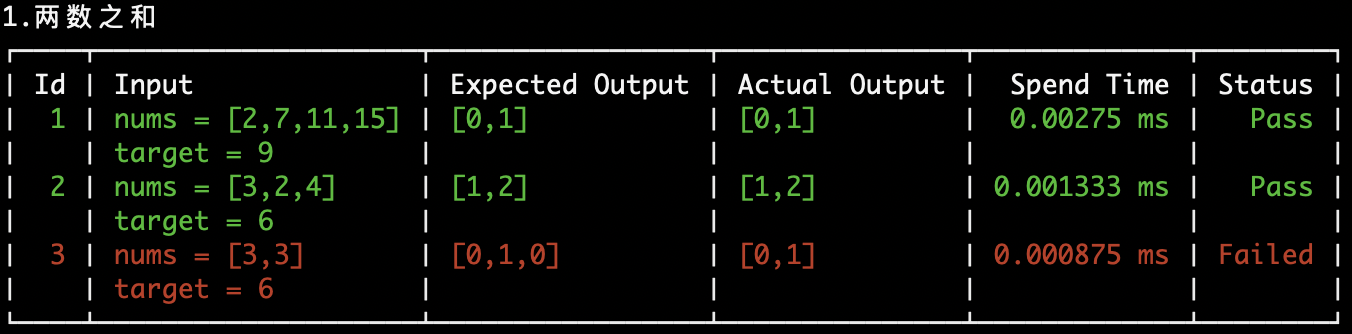 1.两数之和
Id | Input | Expected Output | Actual Output | Spend Time | Status
1 | nums = [2,7,11,15] | [0,1] | [0,1] | 0.00275 ms | Pass
target = 9
2 | nums = [3,2,4] | [1,2] | [1,2] | 0.001333 ms | Pass
target = 6
3 | nums = [3,3] | [0,1,0] | [0,1] | 0.000875 ms | Failed
target = 6